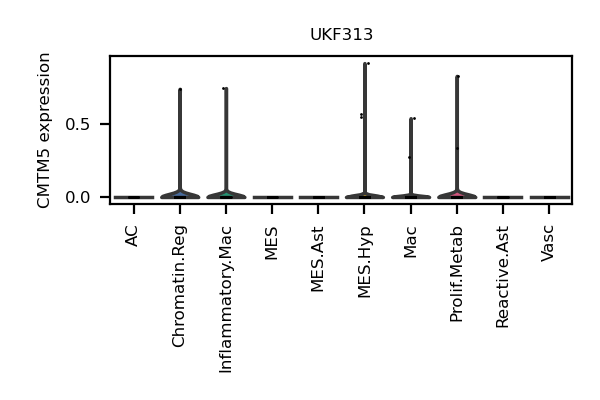 UKF313
CMTM5 expression
0.5
0.0
AC
Chromatin.Reg
Inflammatory.Mac
MES
MES.Ast
MES.Hyp
Mac
Prolif.Metab
Reactive.Ast
Vasc